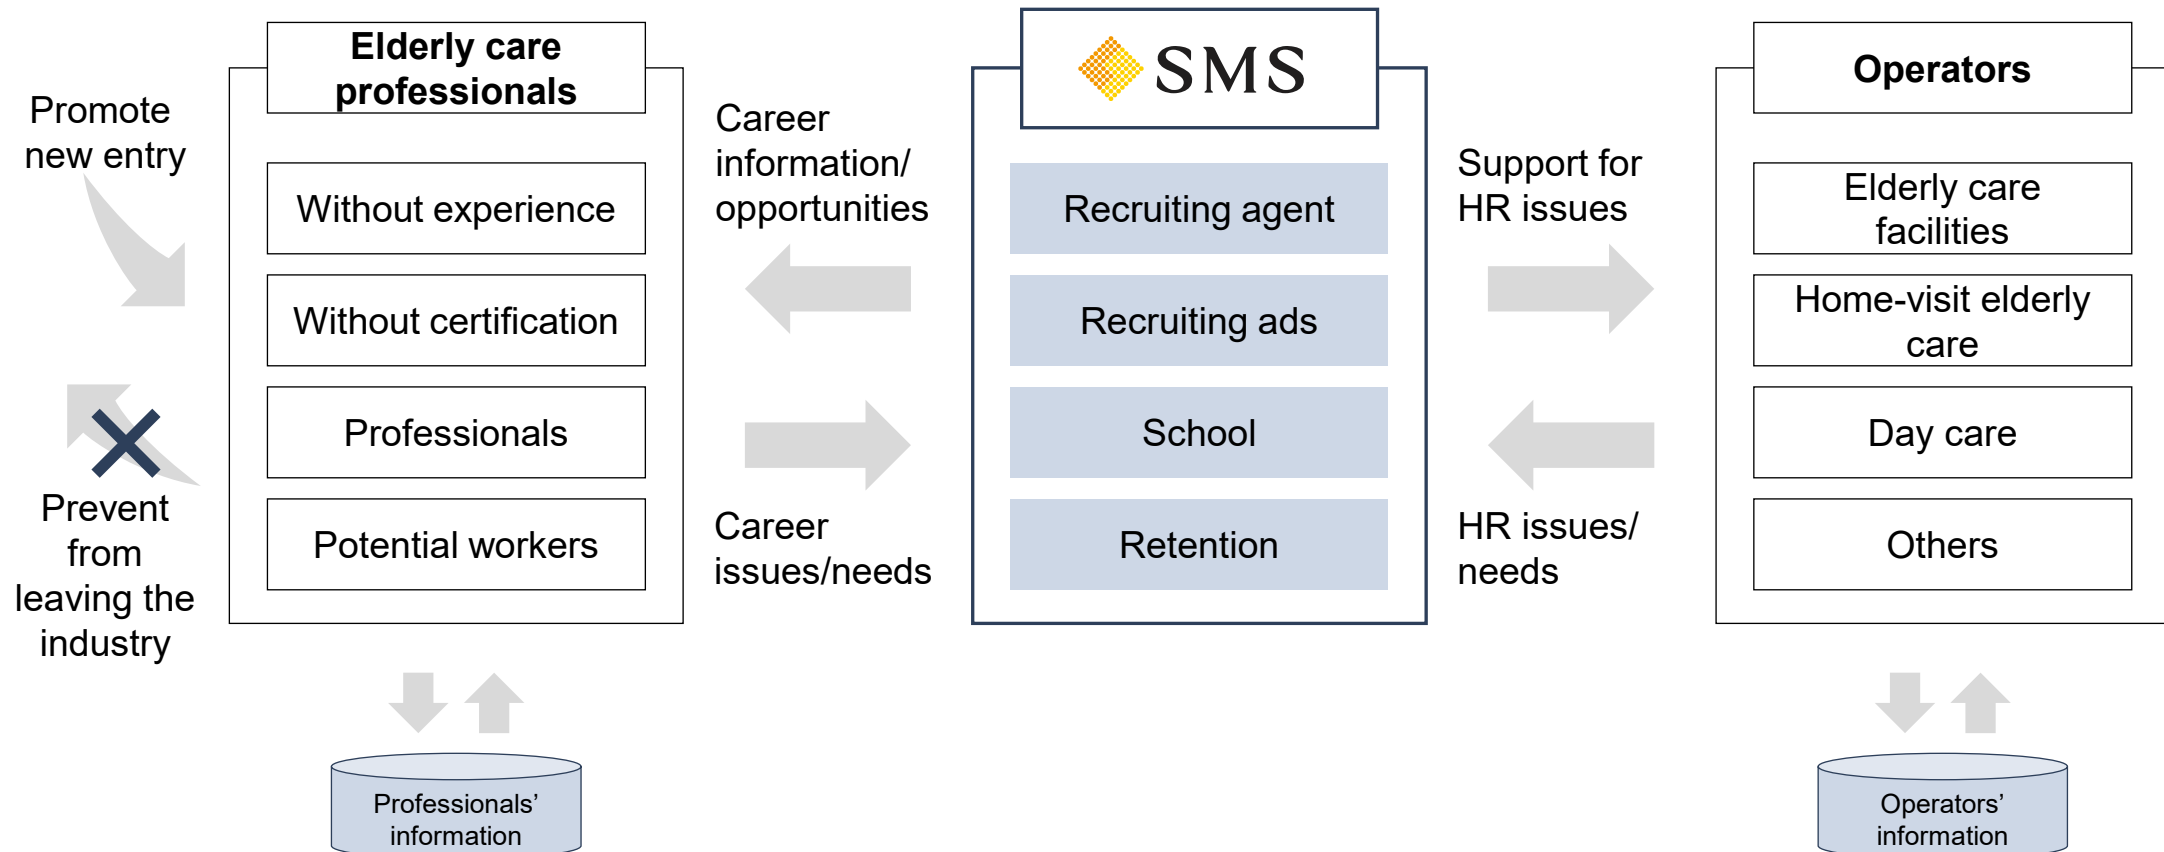 Promote
new entry
Prevent
from
leaving the
industry
Elderly care
professionals
Without experience
Without certification
Professionals
Potential workers
Professionals'
information
Career
information/
opportunities
Career
issues/needs
SMS
Recruiting agent
Recruiting ads
School
Retention
Support for
HR issues
HR issues/
needs
Operators
Elderly care
facilities
Home-visit elderly
care
Day care
Others
Operators'
information